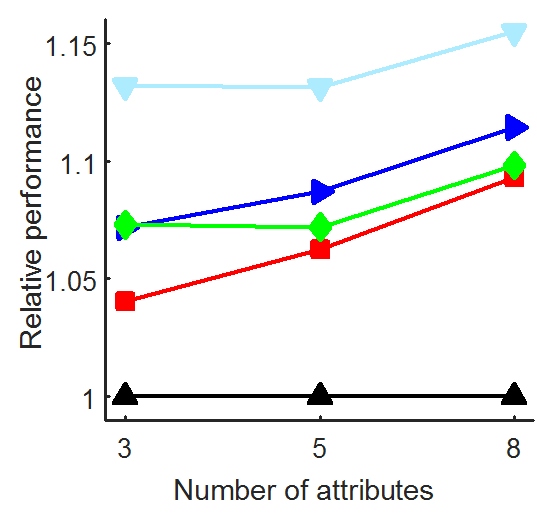 Relative performance
1.15
1.1
1.05
1
3 5 8
Number of attributes